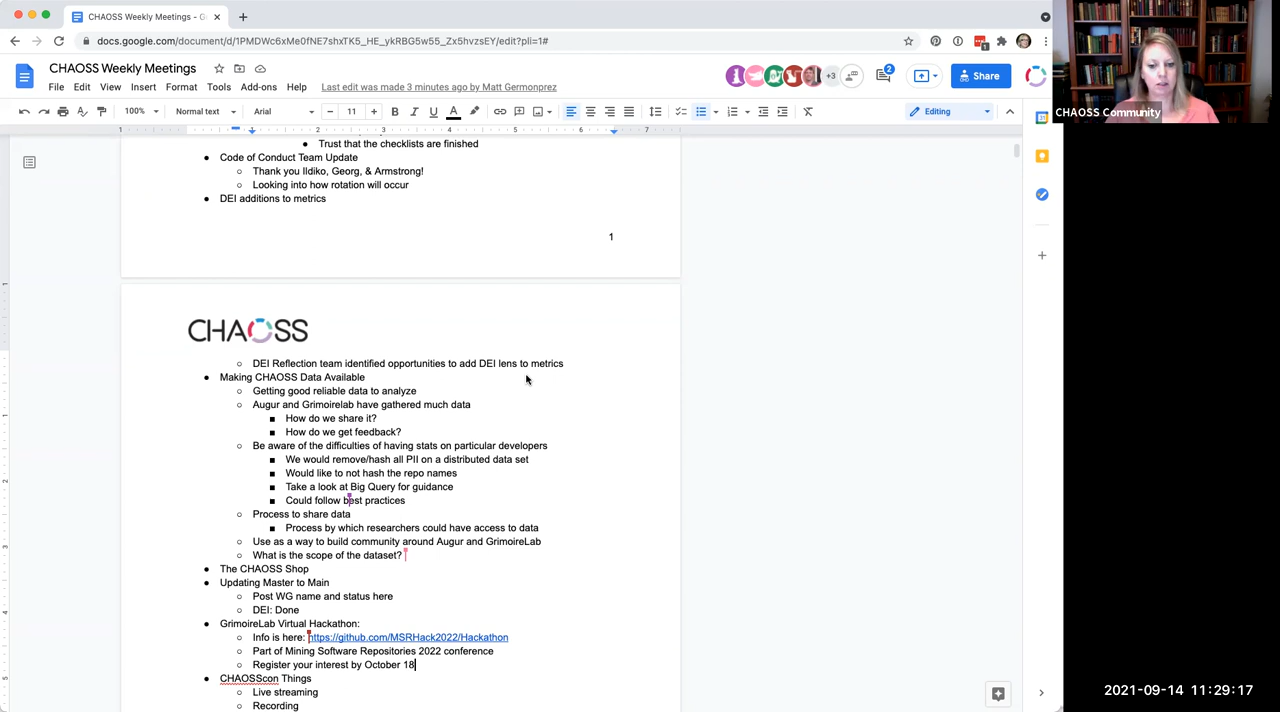 CHAOSS Weekly Meetings - G
docs.google.com/document/d/1PMDWc6xMe0fNE7shxTK5_HE_ykRBG5w55_Zx5hvzsEY/edit?pli=1#
1
CHAOSS Weekly Meetings
File Edit View Insert Format Tools Add-ons Help Last edit was made 3 minutes ago by Matt Germonprez
+3
2
Share
CHAOSS Community
100% Normal text Arial 11 Editing
1 1 2 3 4 5 6 7
Trust that the checklists are finished
Code of Conduct Team Update
Thank you Ildiko, Georg, & Armstrong!
Looking into how rotation will occur
DEI additions to metrics
1
CHAOSS
DEI Reflection team identified opportunities to add DEI lens to metrics
Making CHAOSS Data Available
Getting good reliable data to analyze
Augur and Grimoirelab have gathered much data
How do we share it?
How do we get feedback?
Be aware of the difficulties of having stats on particular developers
We would remove/hash all PII on a distributed data set
Would like to not hash the repo names
Take a look at Big Query for guidance
Could follow best practices
Process to share data
Process by which researchers could have access to data
Use as a way to build community around Augur and GrimoireLab
What is the scope of the dataset?
The CHAOSS Shop
Updating Master to Main
Post WG name and status here
DEI: Done
GrimoireLab Virtual Hackathon:
Info is here: https://github.com/MSRHack2022/Hackathon
Part of Mining Software Repositories 2022 conference
Register your interest by October 18
CHAOSScon Things
Live streaming
Recording
2021-09-14 11:29:17